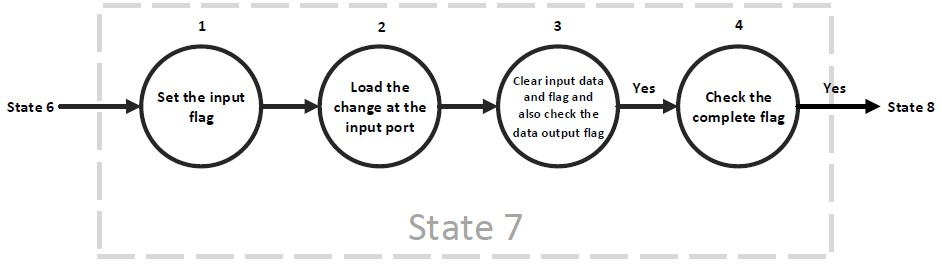 1
2
3
4
State 6
Set the input
flag
Load the
change at the
input port
Clear input data
and flag and
also check the
data output flag
Yes
Check the
complete flag
Yes
State 8
State 7